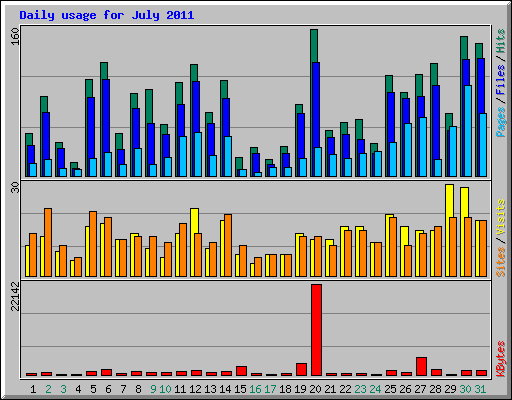 Daily usage for July 2011
160
Pages / Files / Hits
30
Sites / Visits
22142
KBytes
1 2 3 4 5 6 7 8 9 10 11 12 13 14 15 16 17 18 19 20 21 22 23 24 25 26 27 28 29 30 31